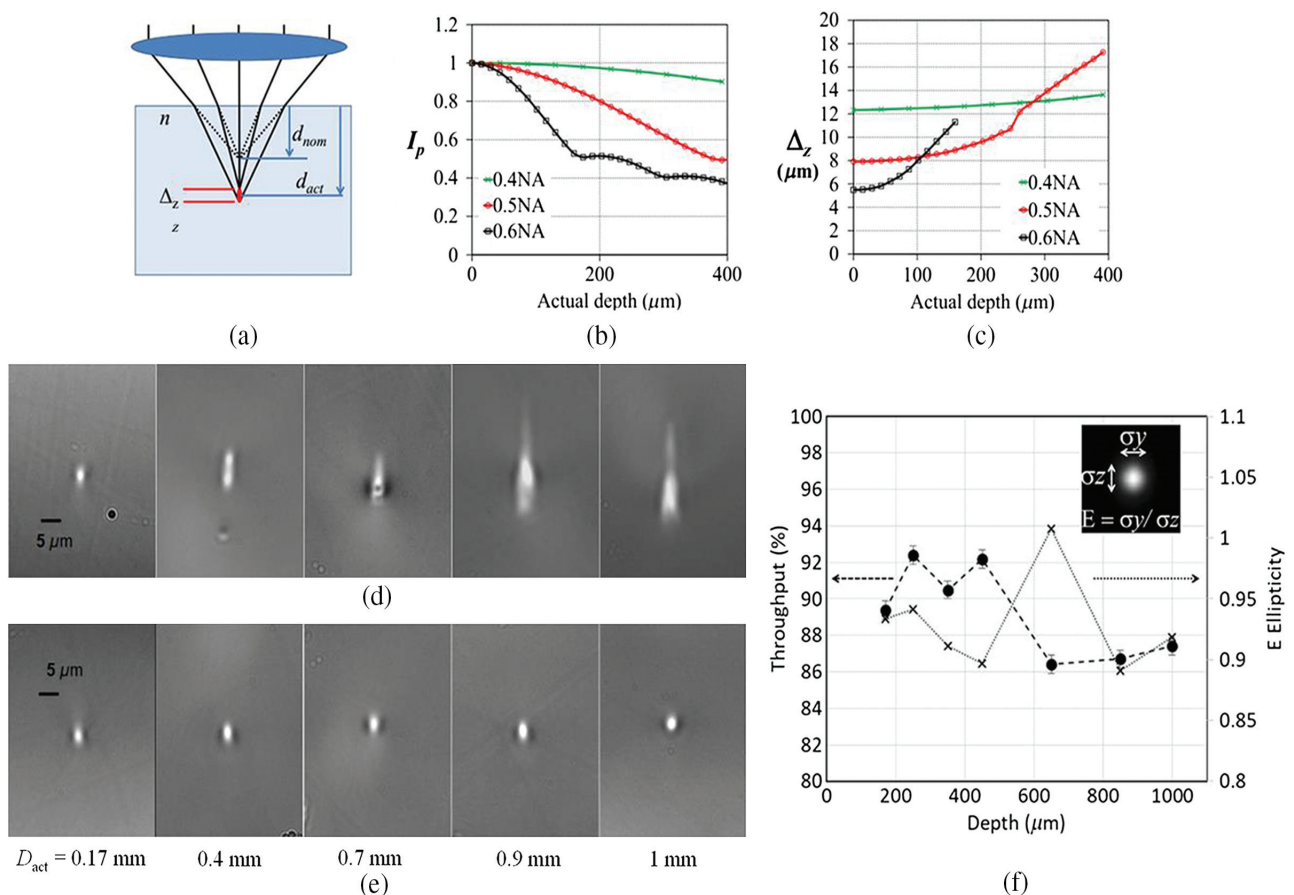 n
d_nom
d_act
Δ_z
z
(a)
1.2
1
0.8
0.6
0.4
0.2
0
I_p
0.4NA
0.5NA
0.6NA
0
200
400
Actual depth (μm)
(b)
20
18
16
14
12
10
8
6
4
2
0
Δ_z
(μm)
0.4NA
0.5NA
0.6NA
0
100
200
300
400
Actual depth (μm)
(c)
5 μm
(d)
5 μm
D_act = 0.17 mm
0.4 mm
0.7 mm
0.9 mm
1 mm
(e)
100
98
96
94
92
90
88
86
84
82
80
Throughput (%)
σy
σz
E = σy/ σz
1.1
1.05
1
0.95
0.9
0.85
0.8
E Ellipticity
0
200
400
600
800
1000
Depth (μm)
(f)